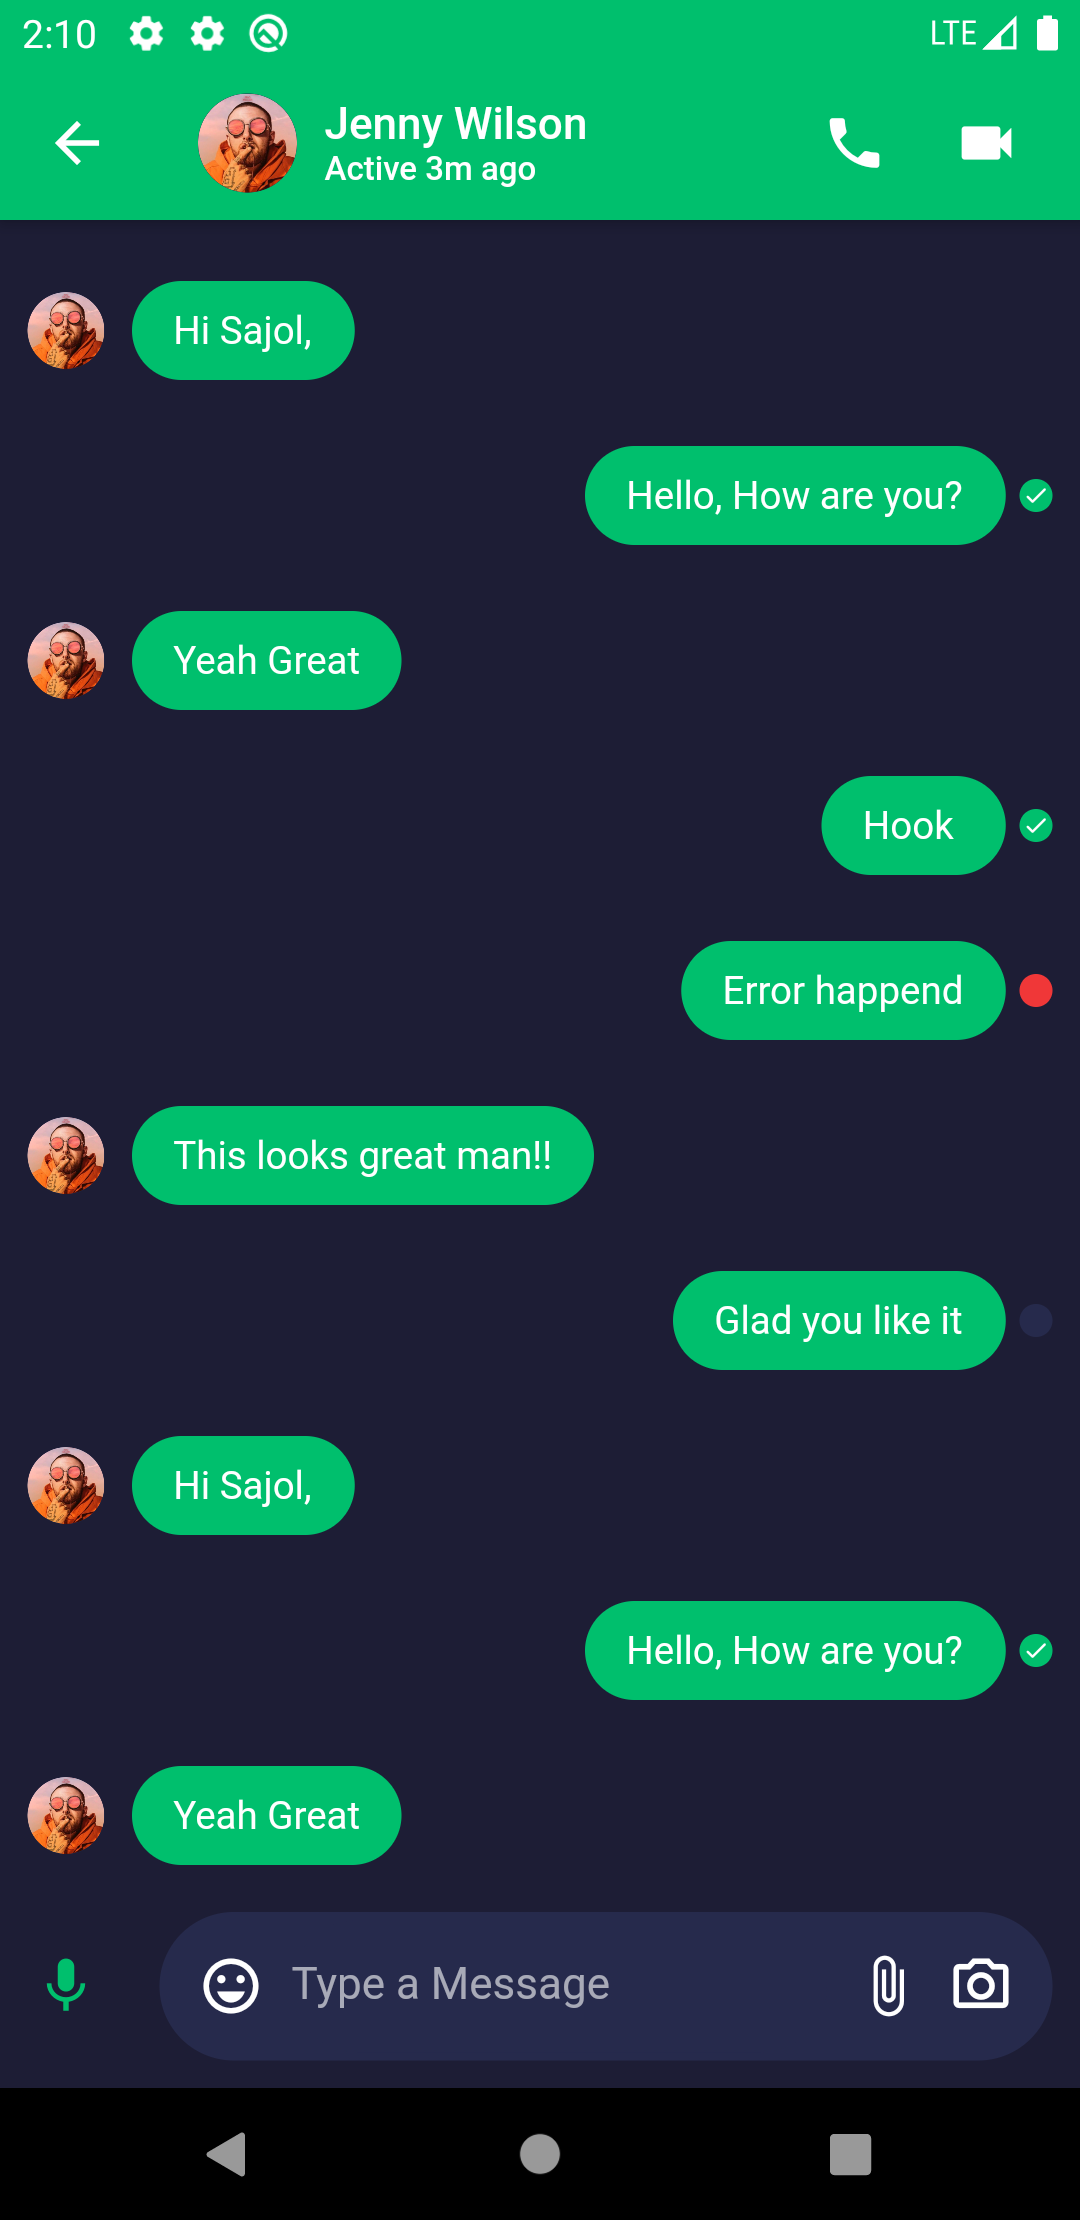 2:10
LTE
Jenny Wilson
Active 3m ago
Hi Sajol,
Hello, How are you?
Yeah Great
Hook
Error happend
This looks great man!!
Glad you like it
Hi Sajol,
Hello, How are you?
Yeah Great
Type a Message